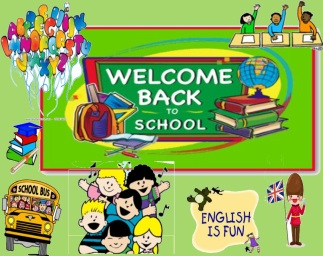 WELCOME
BACK
TO
SCHOOL
SCHOOL BUS
ENGLISH
IS FUN